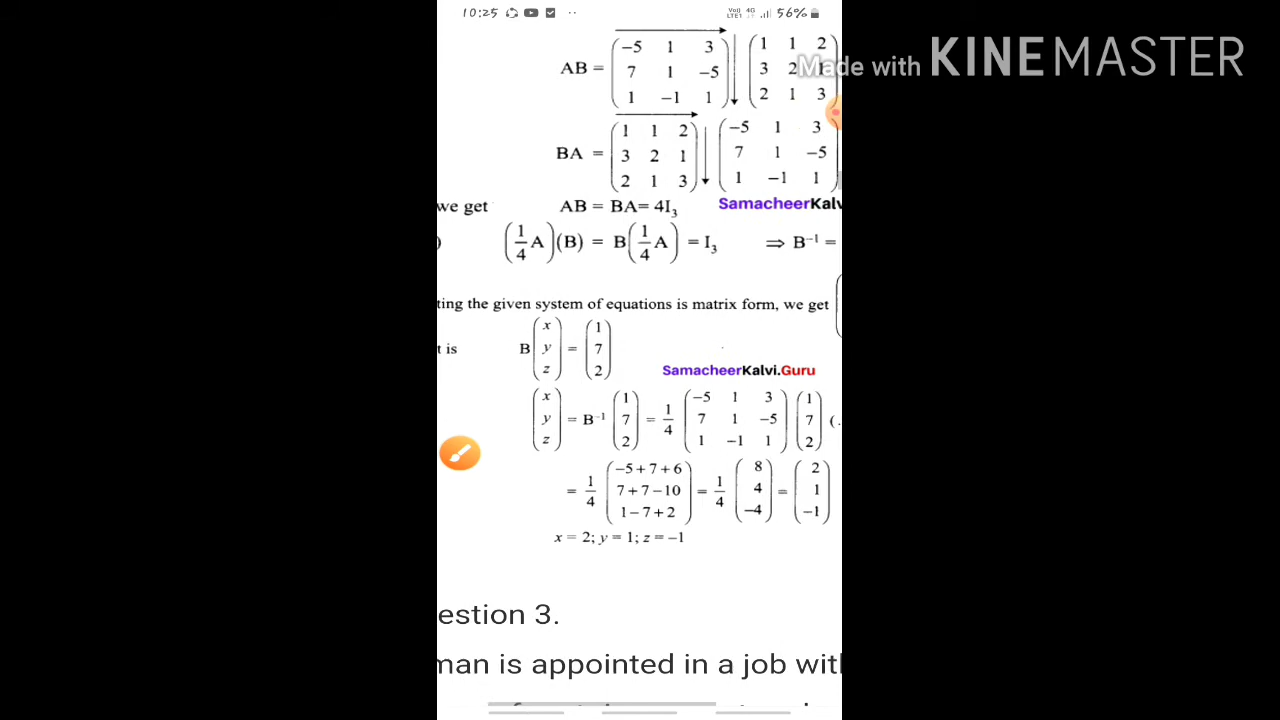 10:25 Vo)) 4G LTE1 56%
Made with KINEMASTER
AB = (−5 1 3; 7 1 −5; 1 −1 1) (1 1 2; 3 2 1; 2 1 3)
BA = (1 1 2; 3 2 1; 2 1 3) (−5 1 3; 7 1 −5; 1 −1 1)
we get AB = BA= 4I₃ SamacheerKalv
) (1/4 A)(B) = B(1/4 A) = I₃ ⇒ B⁻¹ =
ting the given system of equations is matrix form, we get (
t is B (x; y; z) = (1; 7; 2)
SamacheerKalvi.Guru
(x; y; z) = B⁻¹ (1; 7; 2) = 1/4 (−5 1 3; 7 1 −5; 1 −1 1) (1; 7; 2) (.
= 1/4 (−5+7+6; 7+7−10; 1−7+2) = 1/4 (8; 4; −4) = (2; 1; −1)
x = 2; y = 1; z = −1
estion 3.
man is appointed in a job with